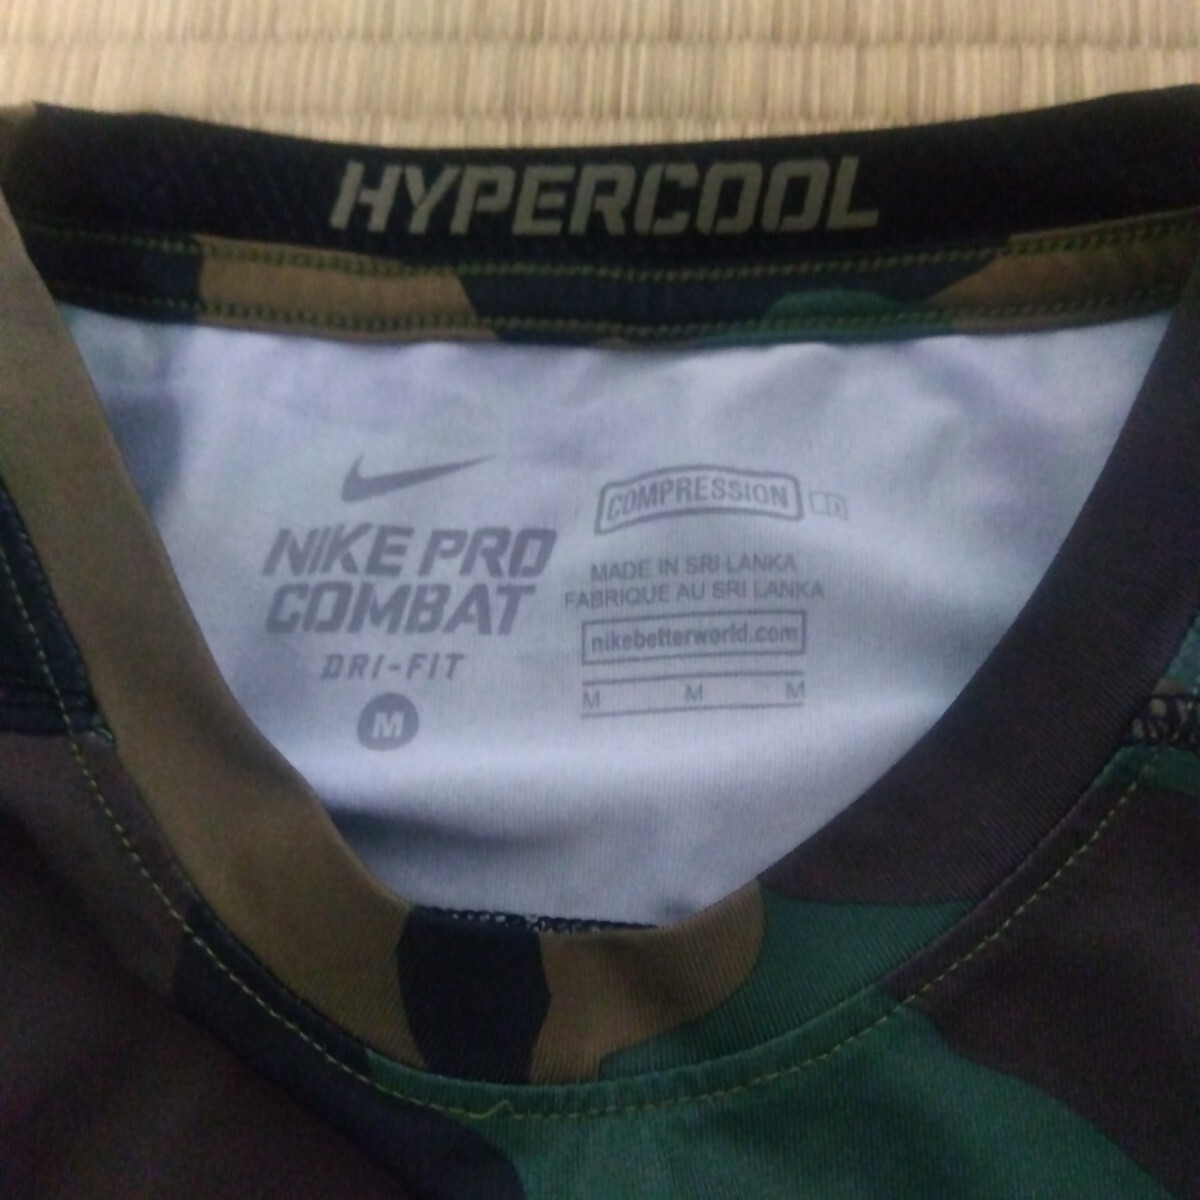 HYPERCOOL
NIKE PRO
COMBAT
DRI-FIT
M
COMPRESSION
MADE IN SRI LANKA
FABRIQUE AU SRI LANKA
nikebetterworld.com
M M M